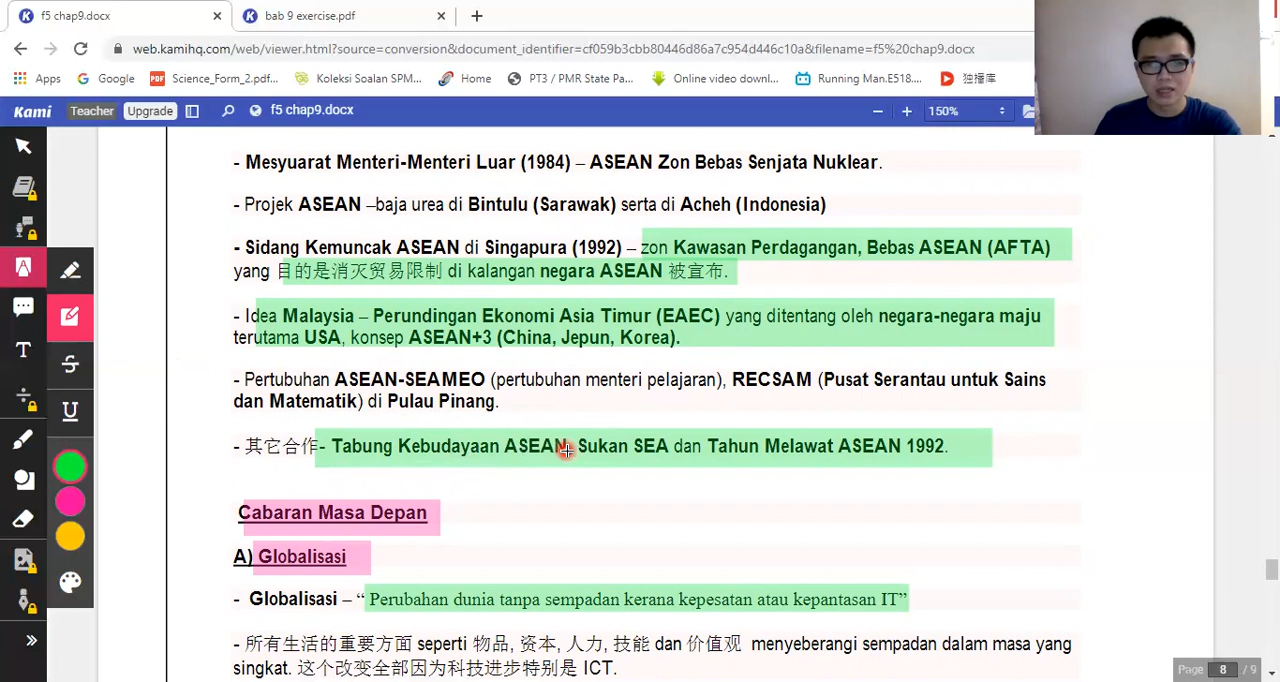 f5 chap9.docx
bab 9 exercise.pdf
web.kamihq.com/web/viewer.html?source=conversion&document_identifier=cf059b3cbb80446d86a7c954d446c10a&filename=f5%20chap9.docx
Apps Google Science_Form_2.pdf... Koleksi Soalan SPM... Home PT3 / PMR State Pa... Online video downl... Running Man.E518.... 独播库
Kami Teacher Upgrade f5 chap9.docx 150%
- Mesyuarat Menteri-Menteri Luar (1984) – ASEAN Zon Bebas Senjata Nuklear.
- Projek ASEAN –baja urea di Bintulu (Sarawak) serta di Acheh (Indonesia)
- Sidang Kemuncak ASEAN di Singapura (1992) – zon Kawasan Perdagangan, Bebas ASEAN (AFTA)
yang 目的是消灭贸易限制 di kalangan negara ASEAN 被宣布.
- Idea Malaysia – Perundingan Ekonomi Asia Timur (EAEC) yang ditentang oleh negara-negara maju
terutama USA, konsep ASEAN+3 (China, Jepun, Korea).
- Pertubuhan ASEAN-SEAMEO (pertubuhan menteri pelajaran), RECSAM (Pusat Serantau untuk Sains
dan Matematik) di Pulau Pinang.
- 其它合作- Tabung Kebudayaan ASEAN, Sukan SEA dan Tahun Melawat ASEAN 1992.
Cabaran Masa Depan
A) Globalisasi
- Globalisasi – “ Perubahan dunia tanpa sempadan kerana kepesatan atau kepantasan IT”
- 所有生活的重要方面 seperti 物品, 资本, 人力, 技能 dan 价值观 menyeberangi sempadan dalam masa yang
singkat. 这个改变全部因为科技进步特别是 ICT.
Page 8 / 9